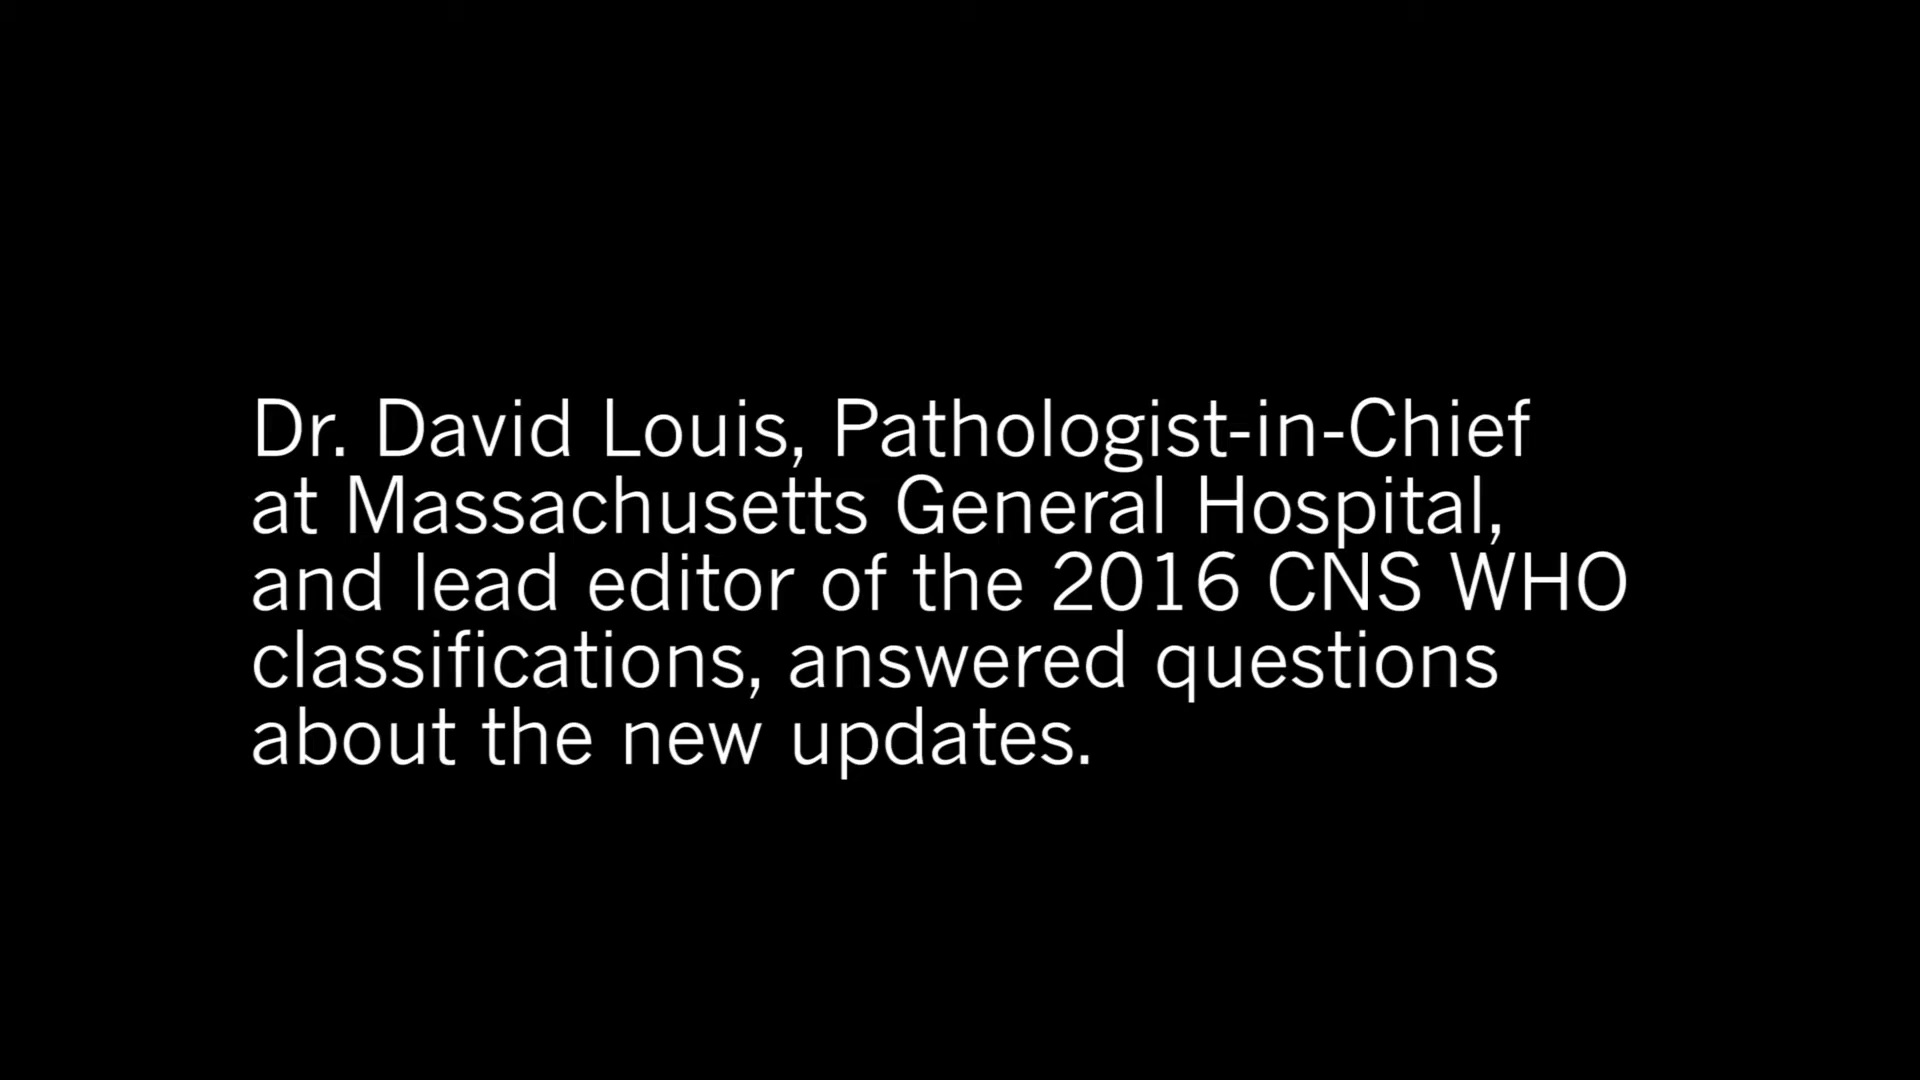 Dr. David Louis, Pathologist-in-Chief
at Massachusetts General Hospital,
and lead editor of the 2016 CNS WHO
classifications, answered questions
about the new updates.